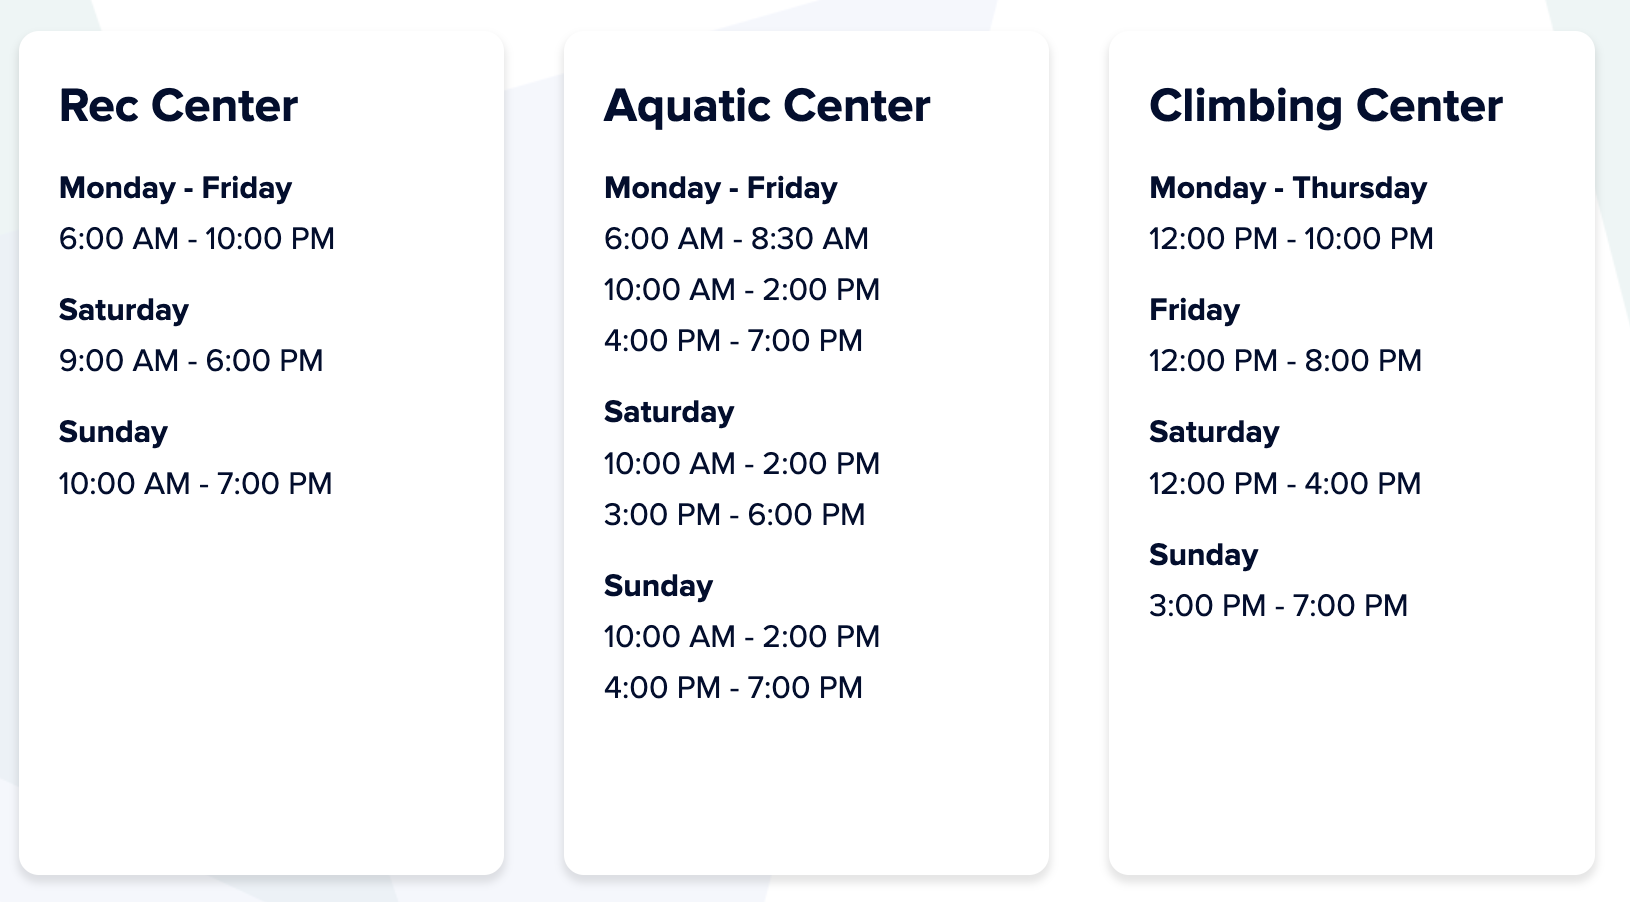 Rec Center
Monday - Friday
6:00 AM - 10:00 PM
Saturday
9:00 AM - 6:00 PM
Sunday
10:00 AM - 7:00 PM
Aquatic Center
Monday - Friday
6:00 AM - 8:30 AM
10:00 AM - 2:00 PM
4:00 PM - 7:00 PM
Saturday
10:00 AM - 2:00 PM
3:00 PM - 6:00 PM
Sunday
10:00 AM - 2:00 PM
4:00 PM - 7:00 PM
Climbing Center
Monday - Thursday
12:00 PM - 10:00 PM
Friday
12:00 PM - 8:00 PM
Saturday
12:00 PM - 4:00 PM
Sunday
3:00 PM - 7:00 PM